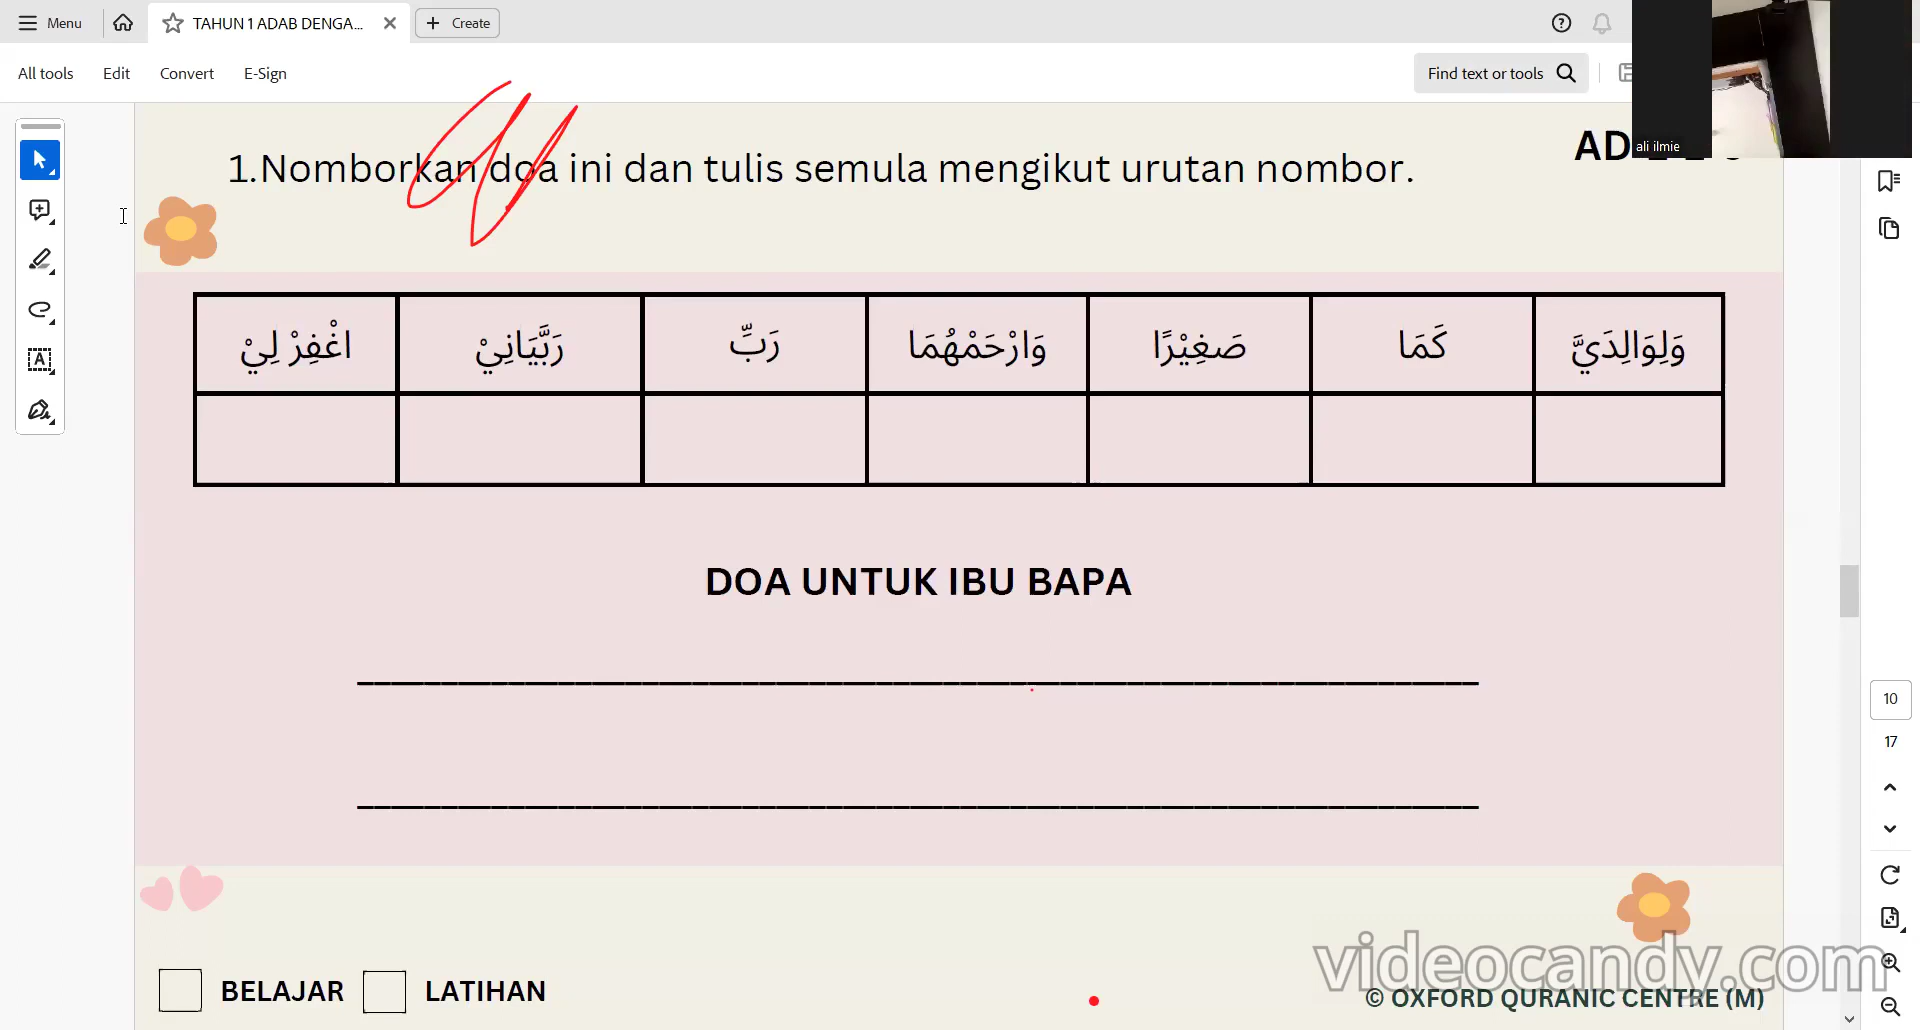 Menu
TAHUN 1 ADAB DENGA...
Create
All tools
Edit
Convert
E-Sign
Find text or tools
ali ilmie
1.Nomborkan doa ini dan tulis semula mengikut urutan nombor.
وَلِوَالِدَيَّ كَمَا صَغِيْرًا وَارْحَمْهُمَا رَبِّ رَبَّيَانِيْ اغْفِرْ لِيْ
DOA UNTUK IBU BAPA
10
17
BELAJAR
LATIHAN
videocandy.com
© OXFORD QURANIC CENTRE (M)